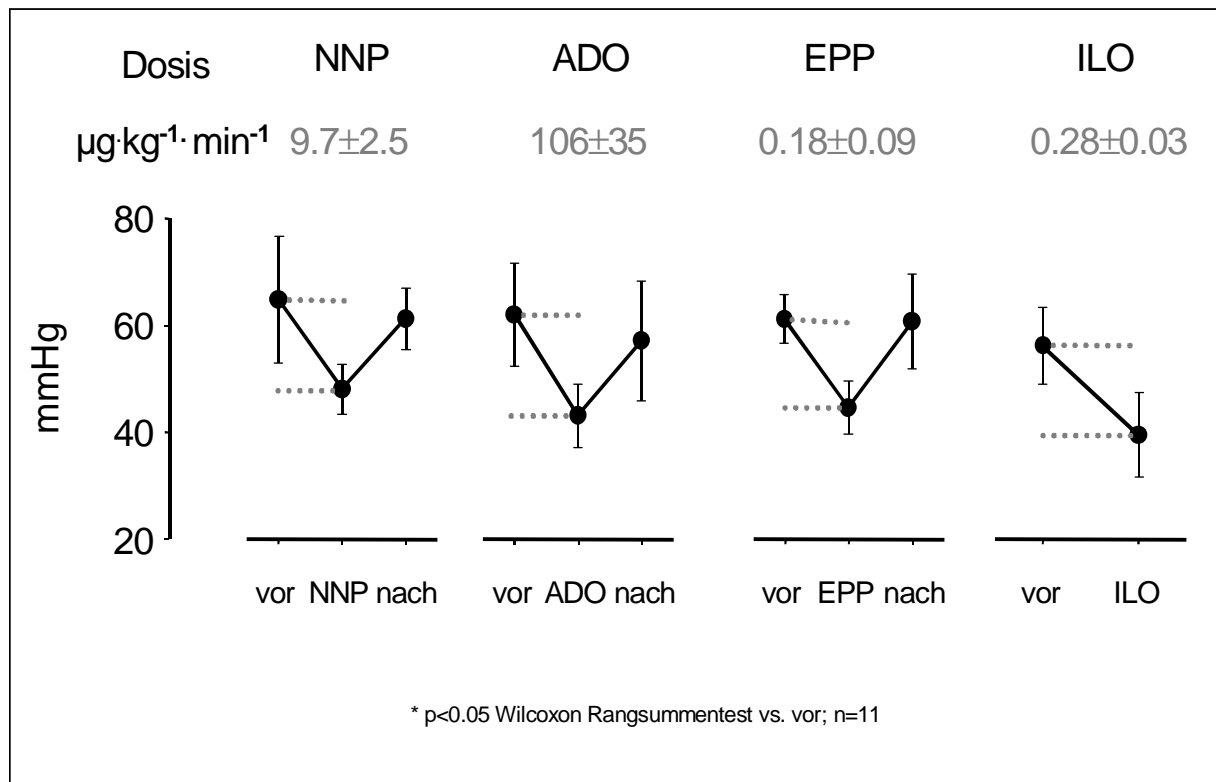 Dosis NNP ADO EPP ILO
µg·kg⁻¹·min⁻¹ 9.7±2.5 106±35 0.18±0.09 0.28±0.03
80
60
40
20
mmHg
vor NNP nach vor ADO nach vor EPP nach vor ILO
* p<0.05 Wilcoxon Rangsummentest vs. vor; n=11